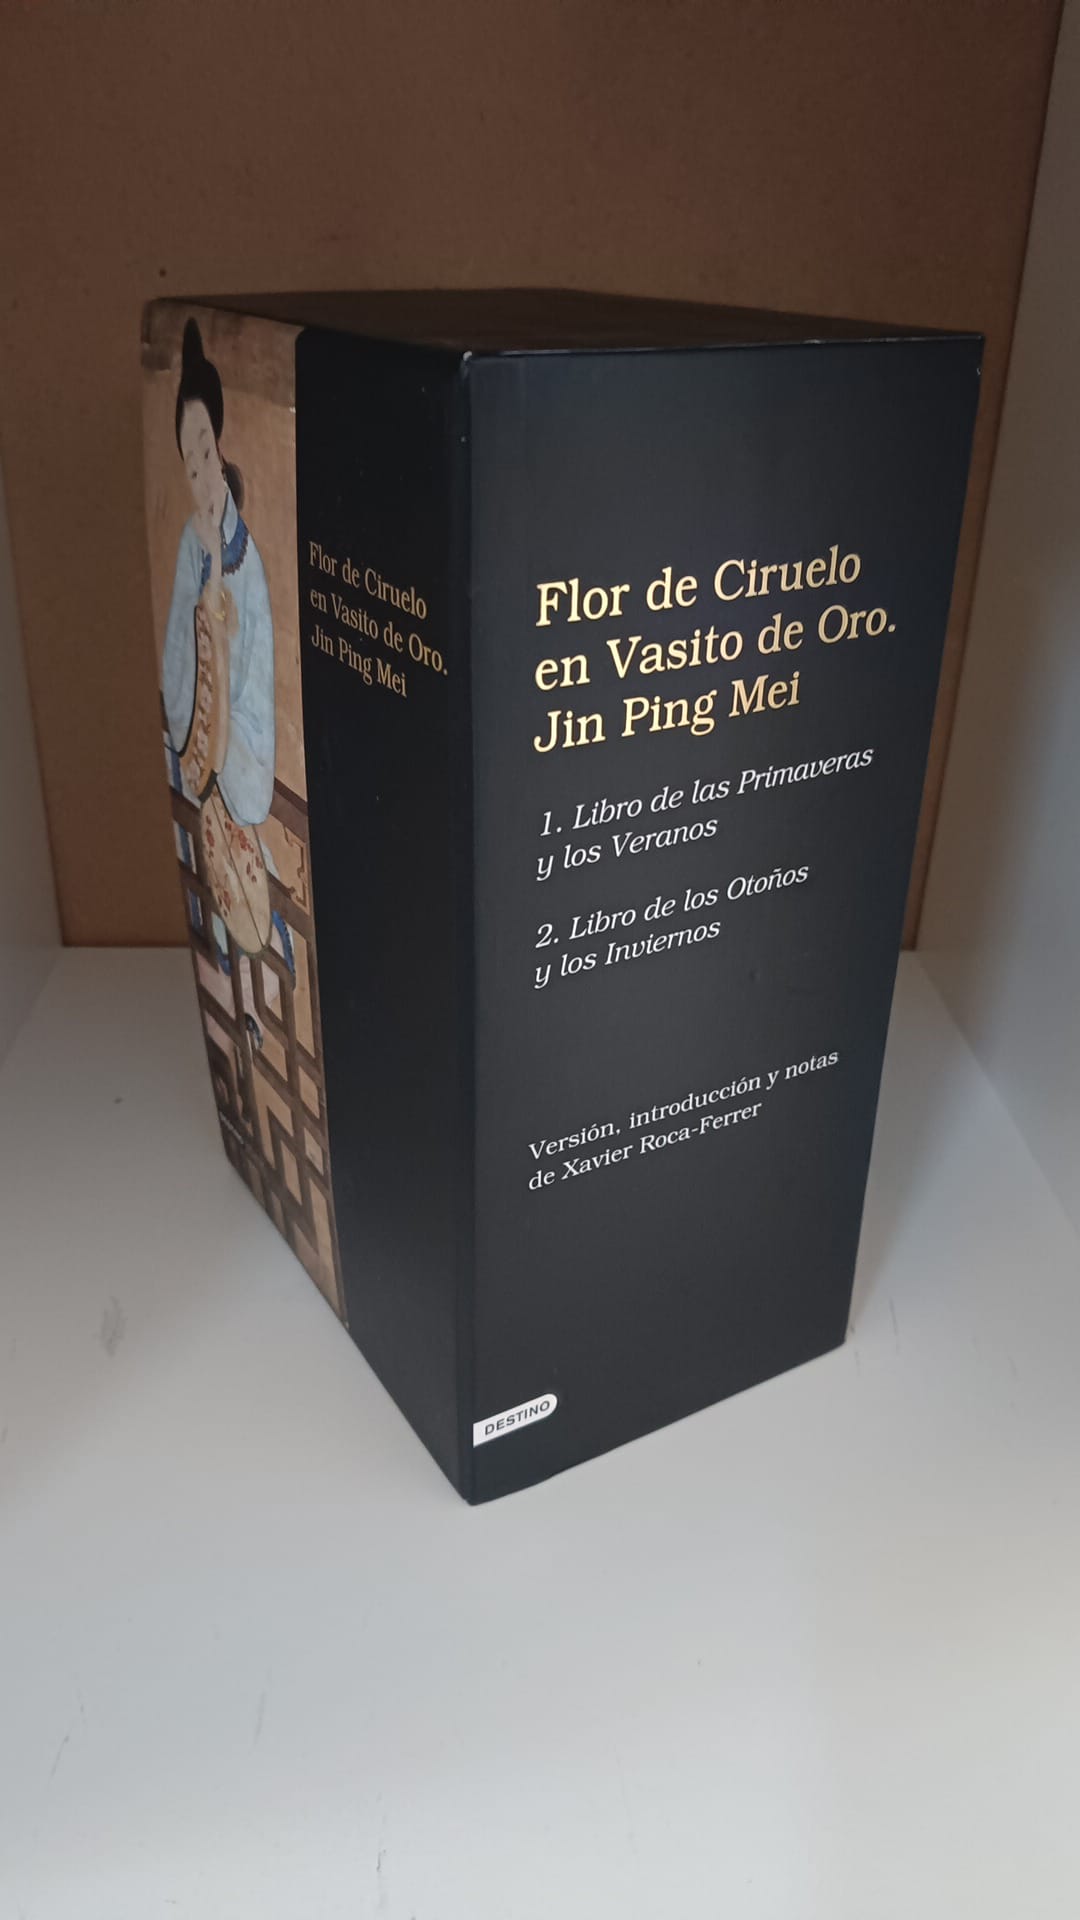 Flor de Ciruelo
en Vasito de Oro.
Jin Ping Mei
Flor de Ciruelo
en Vasito de Oro.
Jin Ping Mei
1. Libro de las Primaveras
y los Veranos
2. Libro de los Otoños
y los Inviernos
Versión, introducción y notas
de Xavier Roca-Ferrer
DESTINO